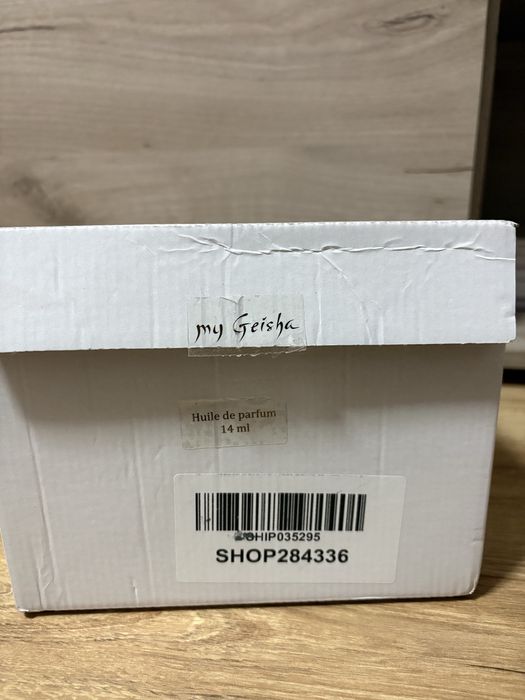 my Geisha
Huile de parfum
14 ml
SHIP035295
SHOP284336